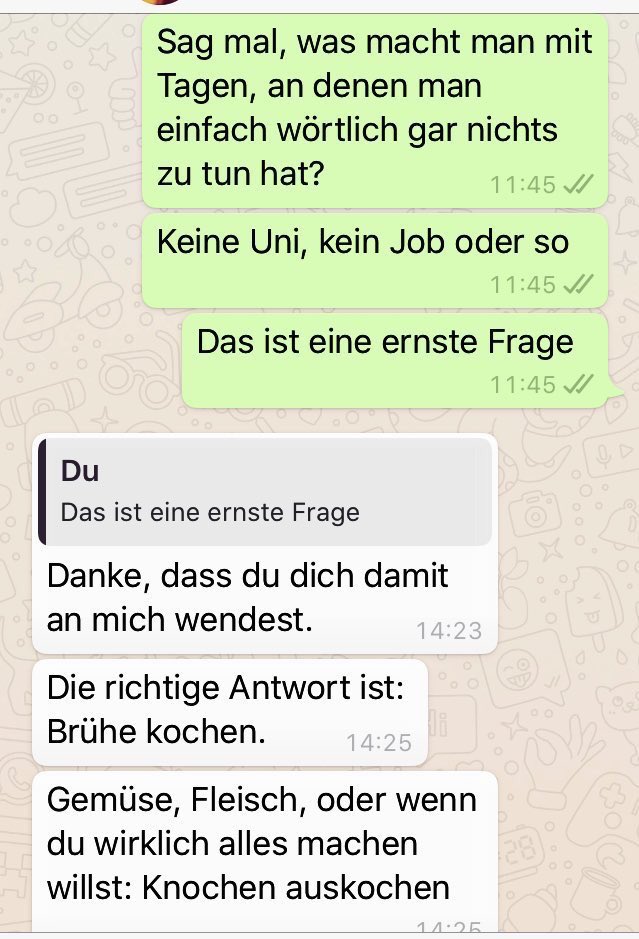 Sag mal, was macht man mit
Tagen, an denen man
einfach wörtlich gar nichts
zu tun hat?
11:45
Keine Uni, kein Job oder so
11:45
Das ist eine ernste Frage
11:45
Du
Das ist eine ernste Frage
Danke, dass du dich damit
an mich wendest.
14:23
Die richtige Antwort ist:
Brühe kochen.
14:25
Gemüse, Fleisch, oder wenn
du wirklich alles machen
willst: Knochen auskochen
14:25